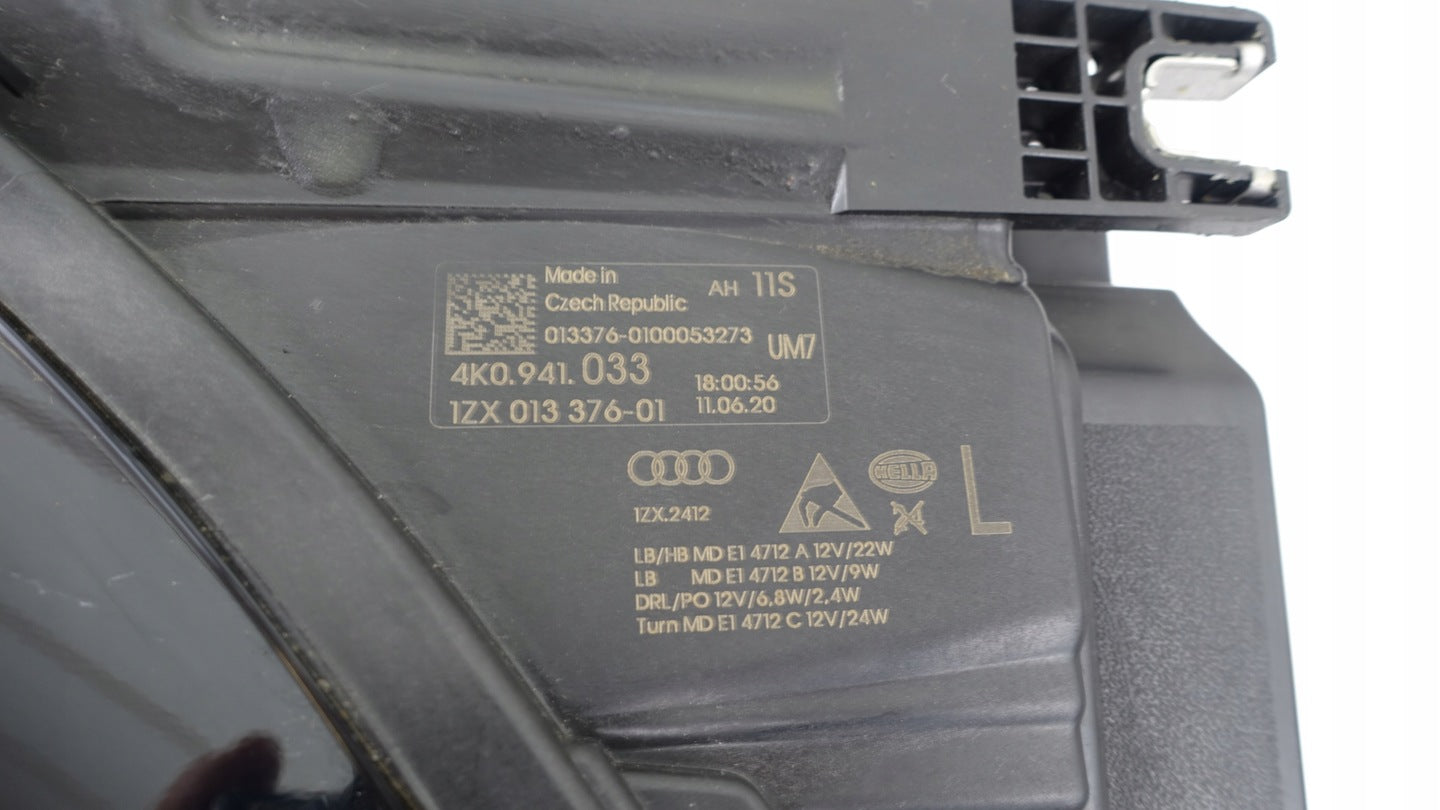 Made in
Czech Republic
AH 11S
013376-0100053273
UM7
4K0.941.033
18:00:56
1ZX 013 376-01
11.06.20
1ZX.2412
HELLA
L
LB/HB MD E1 4712 A 12V/22W
LB MD E1 4712 B 12V/9W
DRL/PO 12V/6,8W/2,4W
Turn MD E1 4712 C 12V/24W